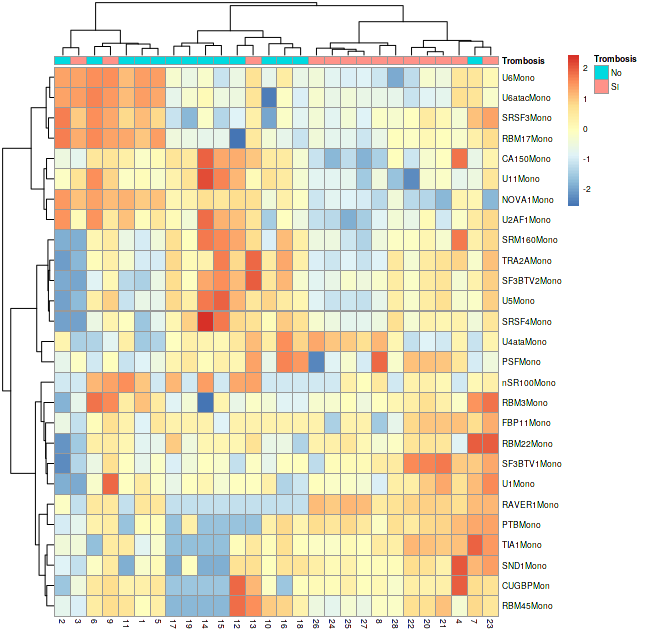 Trombosis
U6Mono
U6atacMono
SRSF3Mono
RBM17Mono
CA150Mono
U11Mono
NOVA1Mono
U2AF1Mono
SRM160Mono
TRA2AMono
SF3BTV2Mono
U5Mono
SRSF4Mono
U4ataMono
PSFMono
nSR100Mono
RBM3Mono
FBP11Mono
RBM22Mono
SF3BTV1Mono
U1Mono
RAVER1Mono
PTBMono
TIA1Mono
SND1Mono
CUGBPMon
RBM45Mono
2 3 6 9 11 1 5 17 19 14 15 12 13 10 16 18 26 24 25 27 8 28 22 20 21 4 7 23
2
1
0
-1
-2
Trombosis
No
SI